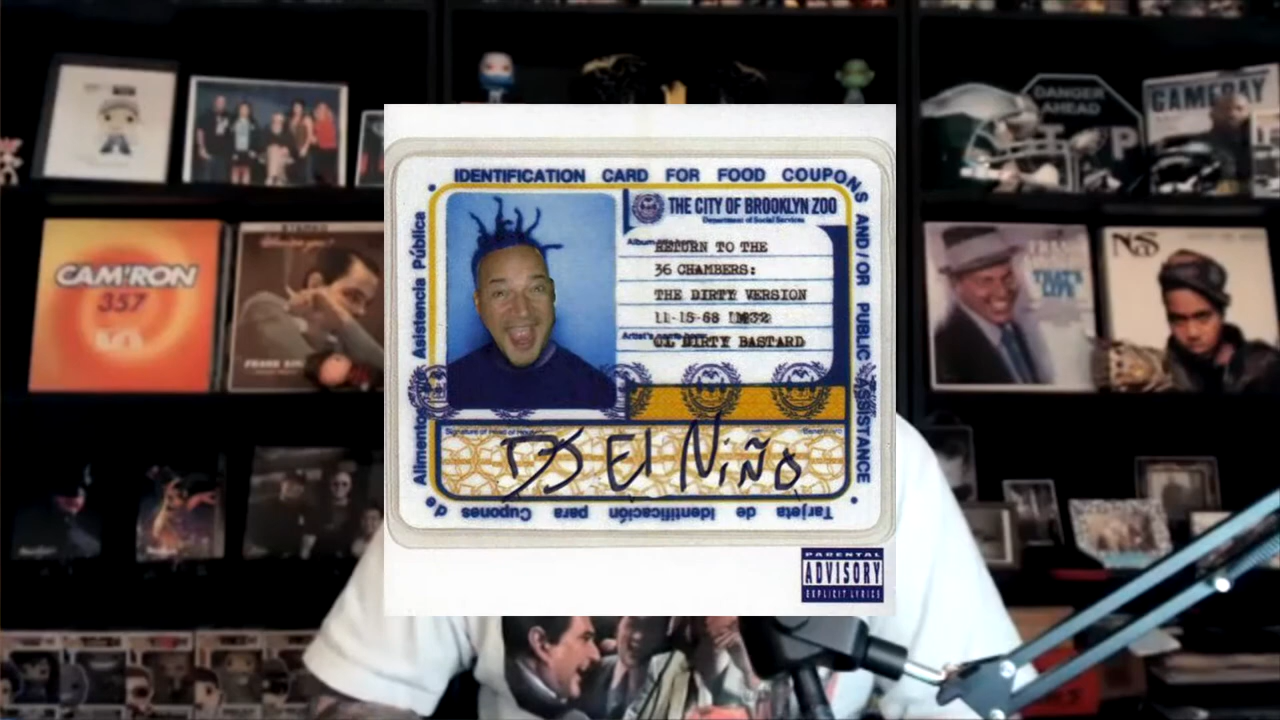 DANGER
AHEAD
GAMEDAY
CAM'RON
357
THAT'S
LIFE
NAS
IDENTIFICATION CARD FOR FOOD COUPONS AND/OR PUBLIC ASSISTANCE
THE CITY OF BROOKLYN ZOO
Department of Social Services
RETURN TO THE
36 CHAMBERS:
THE DIRTY VERSION
11-15-68
OL DIRTY BASTARD
DJ El Niño
Tarjeta de Identificación para Cupones de Alimentos Asistencia Pública
PARENTAL
ADVISORY
EXPLICIT LYRICS